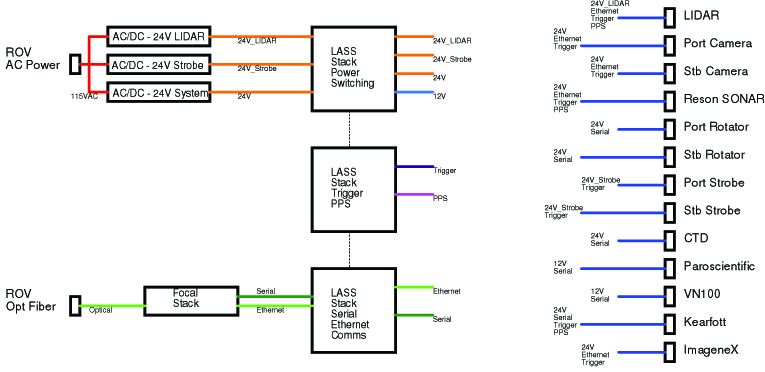 ROV
AC Power
115VAC
AC/DC - 24V LIDAR
AC/DC - 24V Strobe
AC/DC - 24V System
24V_LIDAR
24V_Strobe
24V
LASS
Stack
Power
Switching
24V_LIDAR
24V_Strobe
24V
12V
LASS
Stack
Trigger
PPS
Trigger
PPS
ROV
Opt Fiber
Optical
Focal
Stack
Serial
Ethernet
LASS
Stack
Serial
Ethernet
Comms
Ethernet
Serial
24V_LIDAR
Ethernet
Trigger
PPS
LIDAR
24V
Ethernet
Trigger
Port Camera
24V
Ethernet
Trigger
Stb Camera
24V
Ethernet
Trigger
PPS
Reson SONAR
24V
Serial
Port Rotator
24V
Serial
Stb Rotator
24V_Strobe
Trigger
Port Strobe
24V_Strobe
Trigger
Stb Strobe
24V
Serial
CTD
12V
Serial
Paroscientific
12V
Serial
VN100
24V
Serial
Trigger
PPS
Kearfott
24V
Ethernet
Trigger
ImageneX